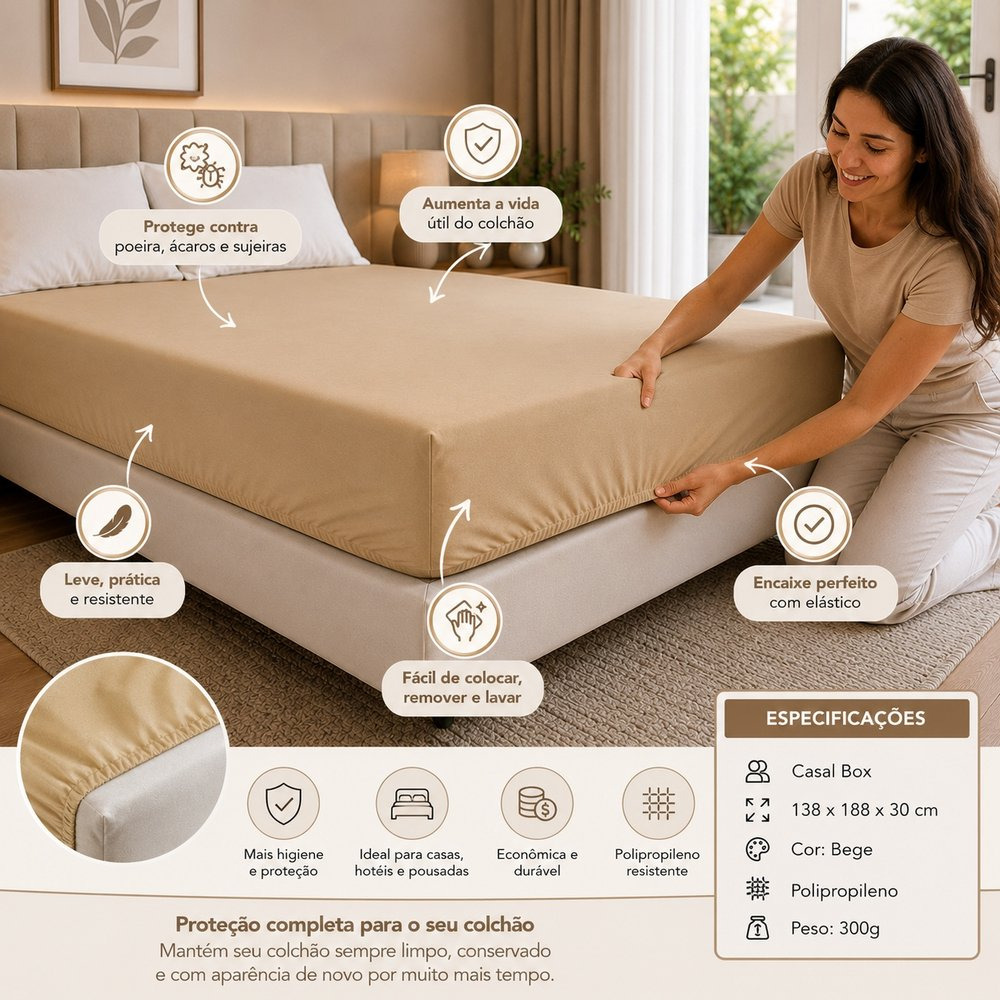 Protege contra
poeira, ácaros e sujeiras
Aumenta a vida
útil do colchão
Leve, prática
e resistente
Fácil de colocar,
remover e lavar
Encaixe perfeito
com elástico
ESPECIFICAÇÕES
Casal Box
138 x 188 x 30 cm
Cor: Bege
Polipropileno
Peso: 300g
Mais higiene
e proteção
Ideal para casas,
hotéis e pousadas
Econômica e
durável
Polipropileno
resistente
Proteção completa para o seu colchão
Mantém seu colchão sempre limpo, conservado
e com aparência de novo por muito mais tempo.